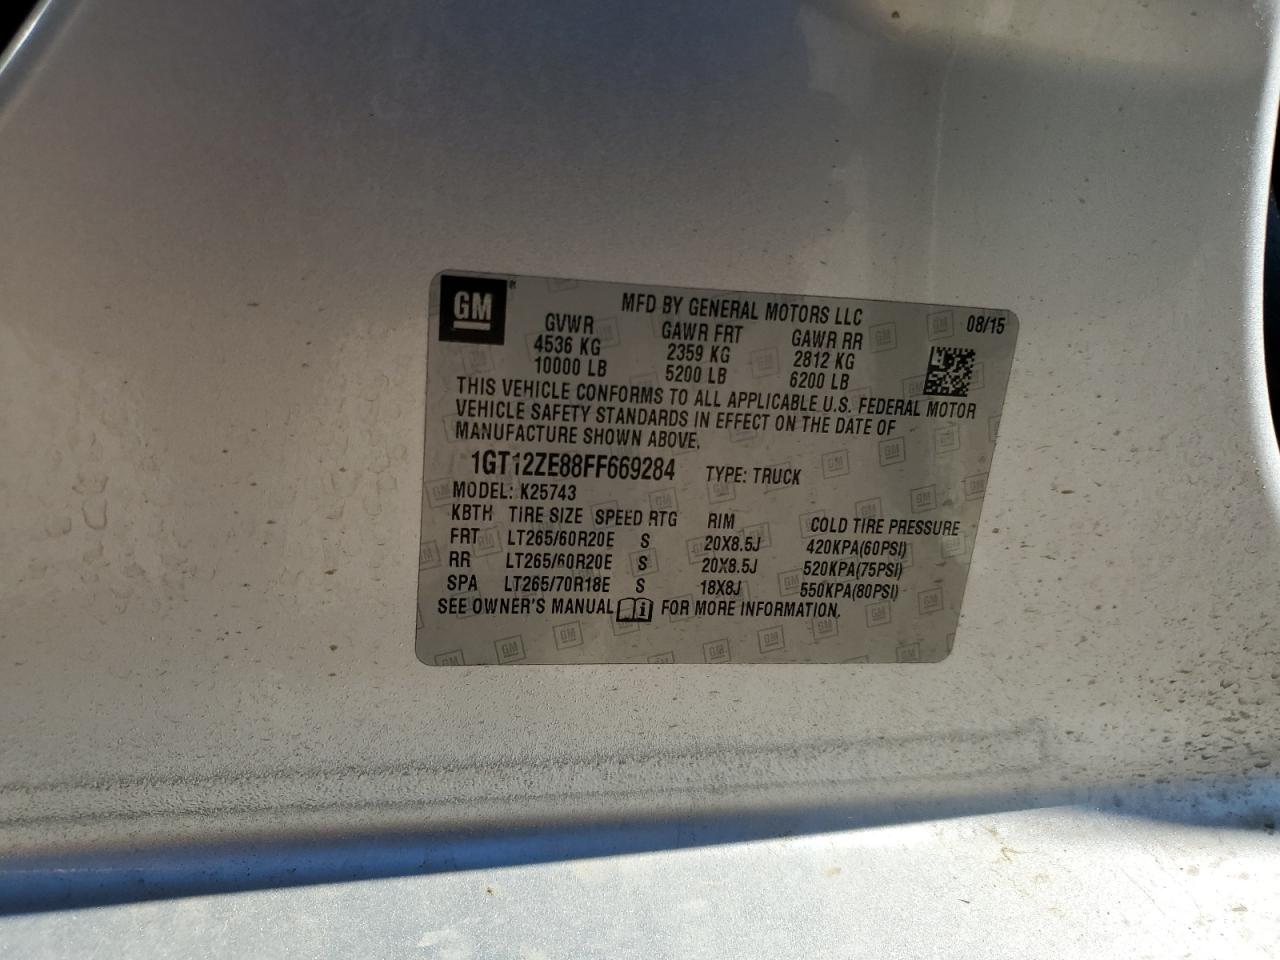 GM®
MFD BY GENERAL MOTORS LLC
08/15
GVWR GAWR FRT GAWR RR
4536 KG 2359 KG 2812 KG
10000 LB 5200 LB 6200 LB
THIS VEHICLE CONFORMS TO ALL APPLICABLE U.S. FEDERAL MOTOR
VEHICLE SAFETY STANDARDS IN EFFECT ON THE DATE OF
MANUFACTURE SHOWN ABOVE.
1GT12ZE88FF669284 TYPE: TRUCK
MODEL: K25743
KBTH TIRE SIZE SPEED RTG RIM COLD TIRE PRESSURE
FRT LT265/60R20E S 20X8.5J 420KPA(60PSI)
RR LT265/60R20E S 20X8.5J 520KPA(75PSI)
SPA LT265/70R18E S 18X8J 550KPA(80PSI)
SEE OWNER'S MANUAL FOR MORE INFORMATION.